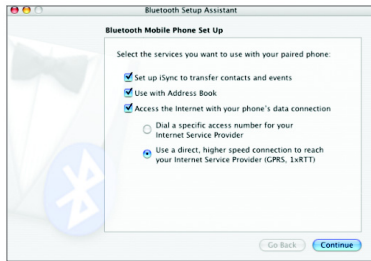 Bluetooth Setup Assistant
Bluetooth Mobile Phone Set Up
Select the services you want to use with your paired phone:
Set up iSync to transfer contacts and events
Use with Address Book
Access the Internet with your phone's data connection
Dial a specific access number for your
Internet Service Provider
Use a direct, higher speed connection to reach
your Internet Service Provider (GPRS, 1xRTT)
Go Back
Continue